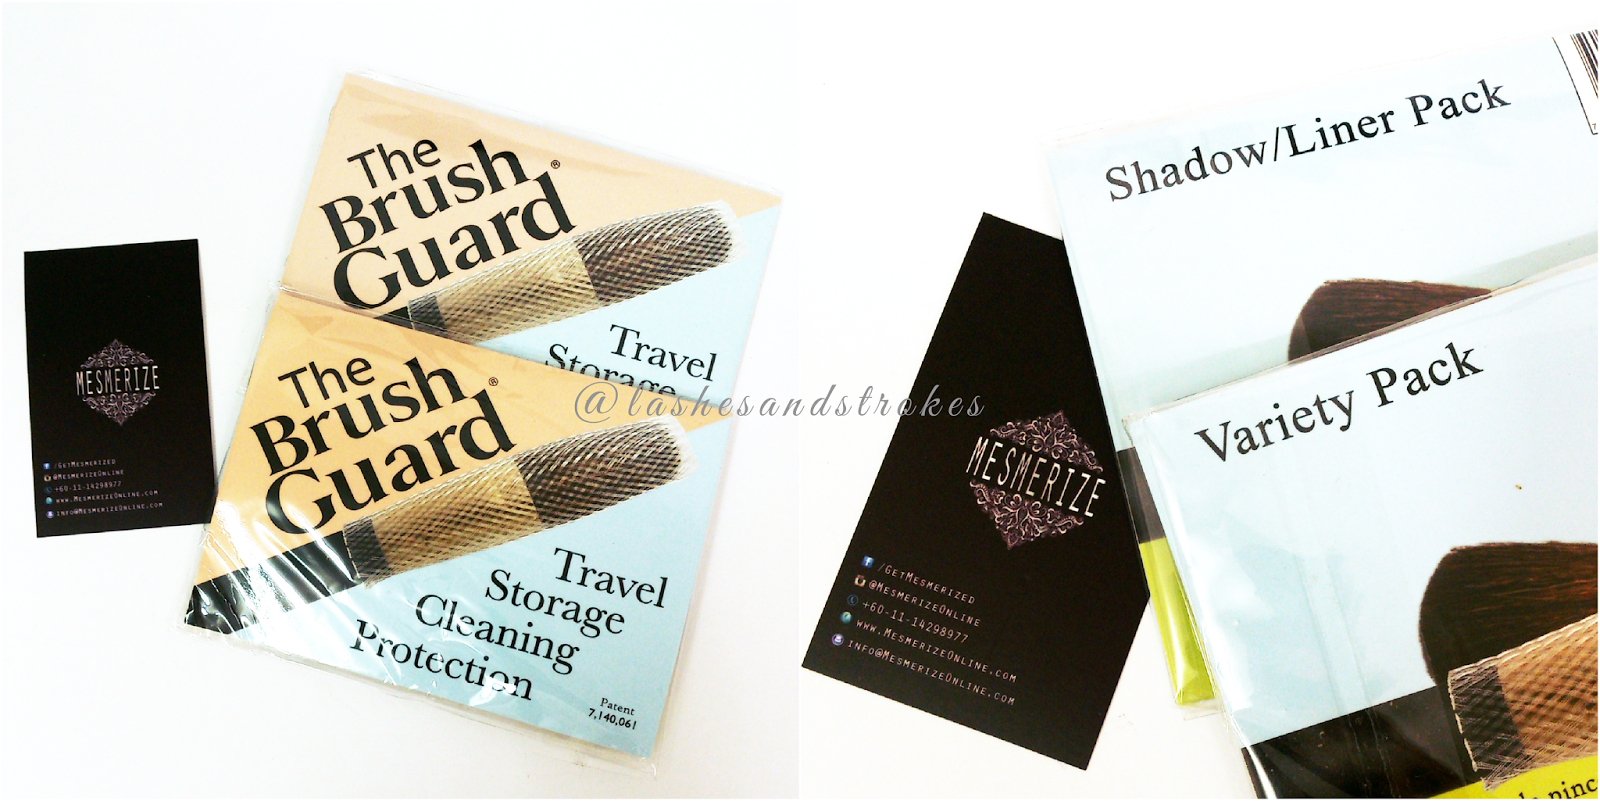 The
Brush
Guard®
Travel
Storage
The
Brush
Guard®
Travel
Storage
Cleaning
Protection
Patent
7,140,061
MESMERIZE
/GetMesmerized
@MesmerizeOnline
+60-11-14298977
www.MesmerizeOnline.com
info@MesmerizeOnline.com
@lashesandstrokes
Shadow/Liner Pack
Variety Pack
MESMERIZE
/GetMesmerized
@MesmerizeOnline
+60-11-14298977
www.MesmerizeOnline.com
info@MesmerizeOnline.com